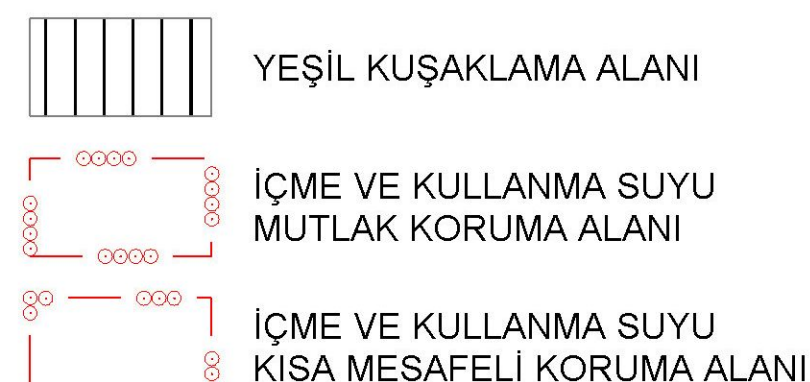 YEŞİL KUŞAKLAMA ALANI
İÇME VE KULLANMA SUYU
MUTLAK KORUMA ALANI
İÇME VE KULLANMA SUYU
KISA MESAFELİ KORUMA ALANI